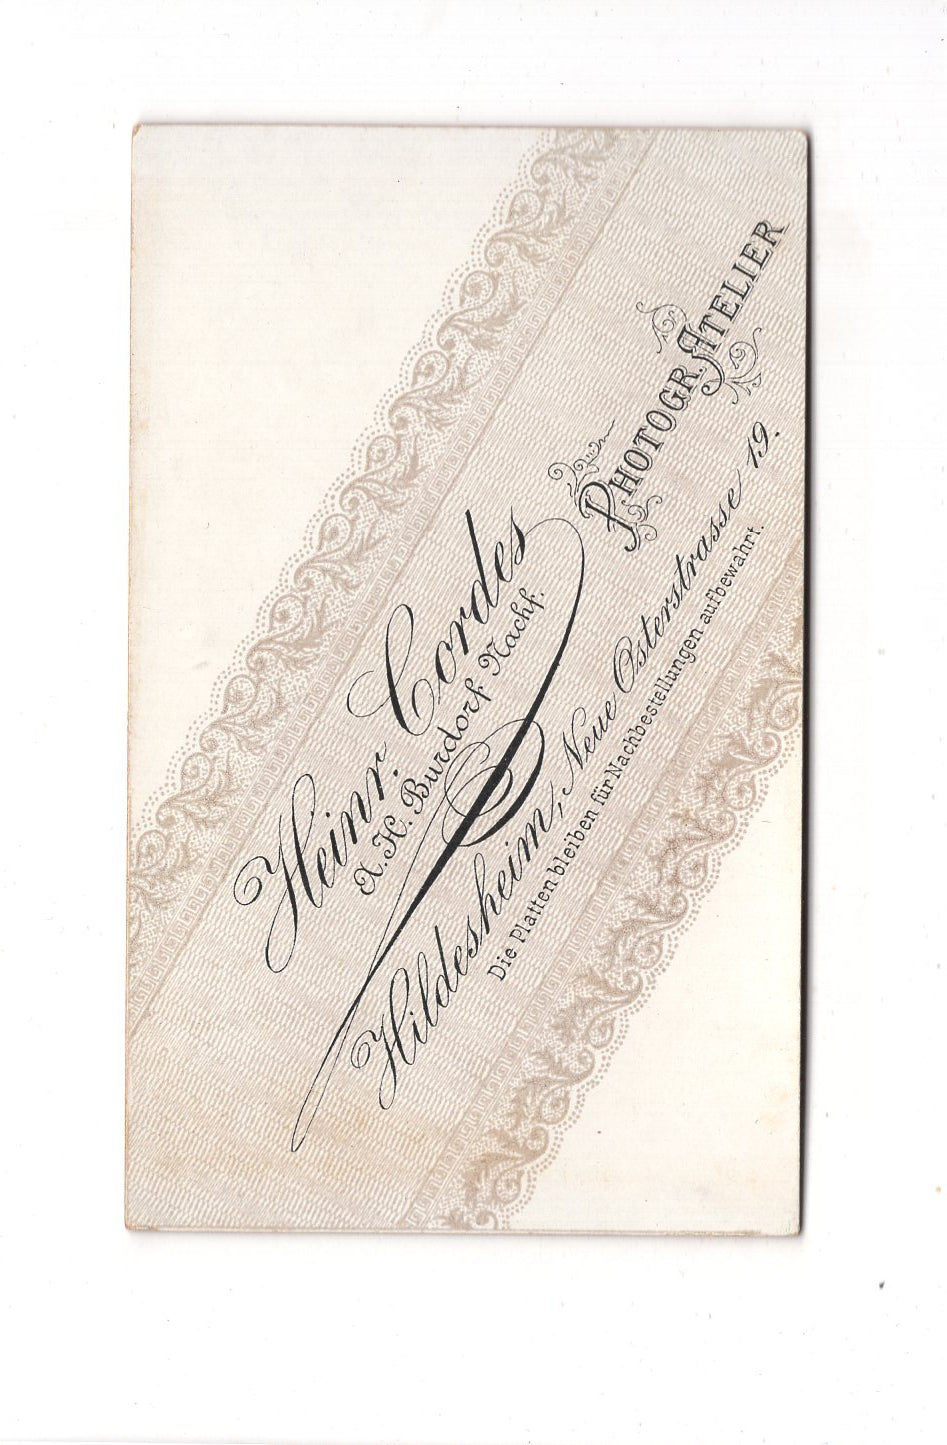 Heinr. Cordes
A. H. Burdorf Nachf.
PHOTOGR. ATELIER
Hildesheim, Neue Osterstrasse 19.
Die Platten bleiben für Nachbestellungen aufbewahrt.